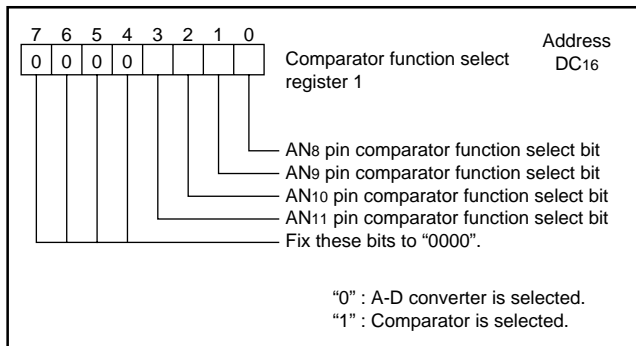 7 6 5 4 3 2 1 0
0 0 0 0
Comparator function select
register 1
Address
DC16
AN8 pin comparator function select bit
AN9 pin comparator function select bit
AN10 pin comparator function select bit
AN11 pin comparator function select bit
Fix these bits to “0000”.
“0” : A-D converter is selected.
“1” : Comparator is selected.